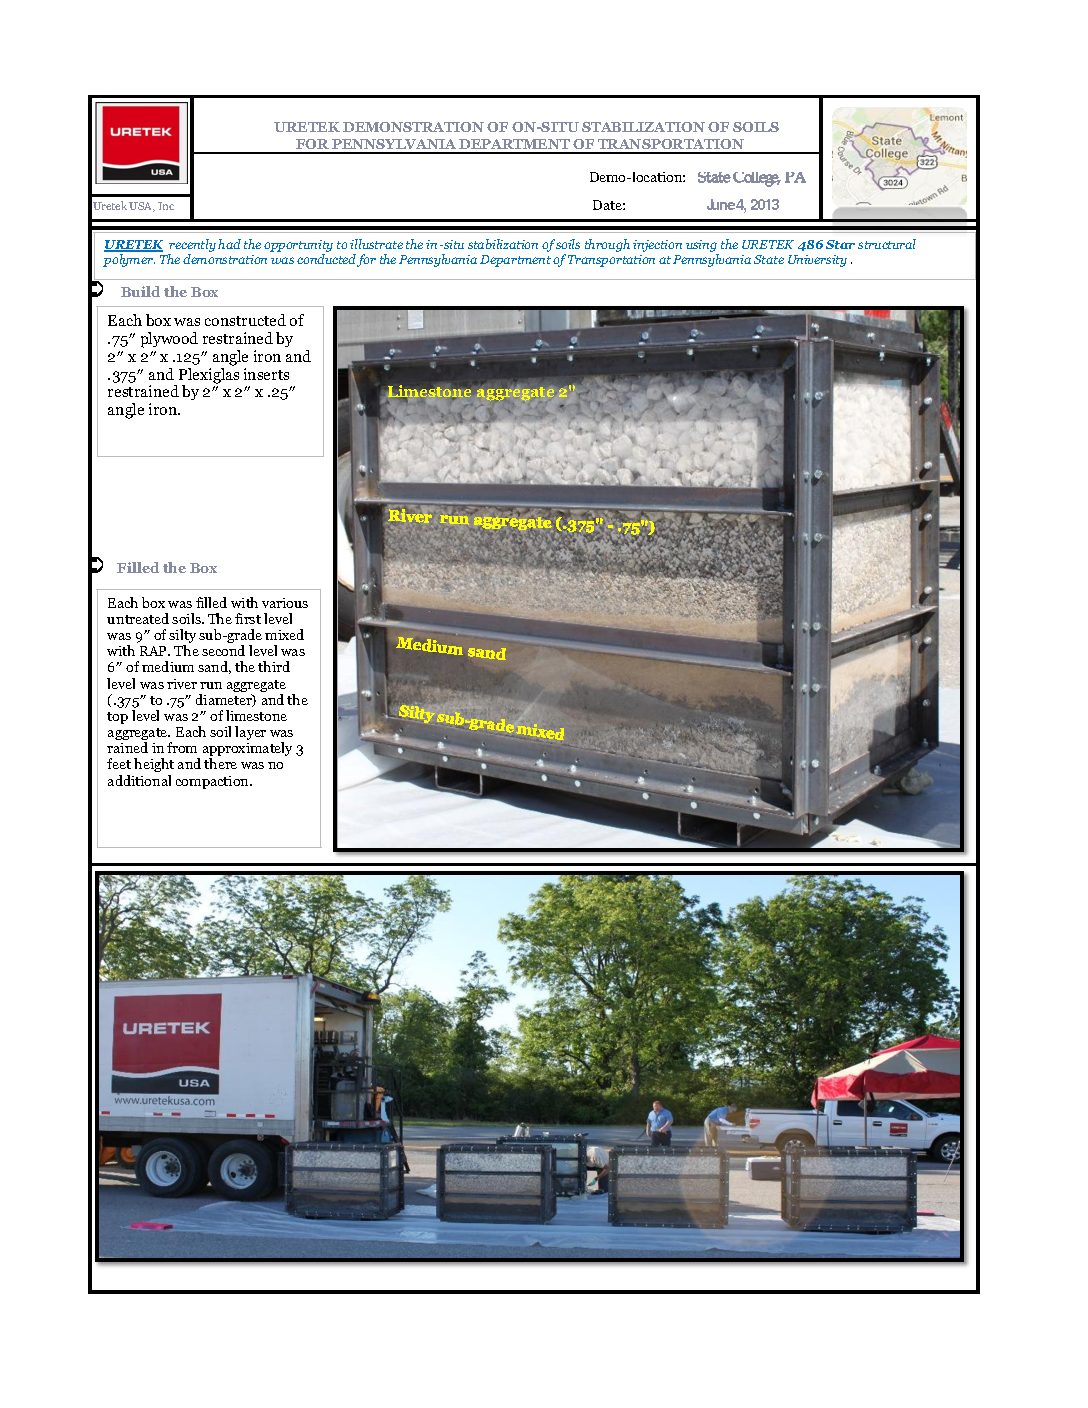 URETEK
USA
Uretek USA, Inc
URETEK DEMONSTRATION OF ON-SITU STABILIZATION OF SOILS
FOR PENNSYLVANIA DEPARTMENT OF TRANSPORTATION
Demo-location: State College, PA
Date: June 4, 2013
Lemont
State
College
322
3024
Mt Nittany
URETEK recently had the opportunity to illustrate the in-situ stabilization of soils through injection using the URETEK 486 Star structural
polymer. The demonstration was conducted for the Pennsylvania Department of Transportation at Pennsylvania State University .
Build the Box
Each box was constructed of
.75" plywood restrained by
2" x 2" x .125" angle iron and
.375" and Plexiglas inserts
restrained by 2" x 2" x .25"
angle iron.
Limestone aggregate 2"
River run aggregate (.375" - .75")
Medium sand
Silty sub-grade mixed
Filled the Box
Each box was filled with various
untreated soils. The first level
was 9" of silty sub-grade mixed
with RAP. The second level was
6" of medium sand, the third
level was river run aggregate
(.375" to .75" diameter) and the
top level was 2" of limestone
aggregate. Each soil layer was
rained in from approximately 3
feet height and there was no
additional compaction.
URETEK
USA
www.uretekusa.com